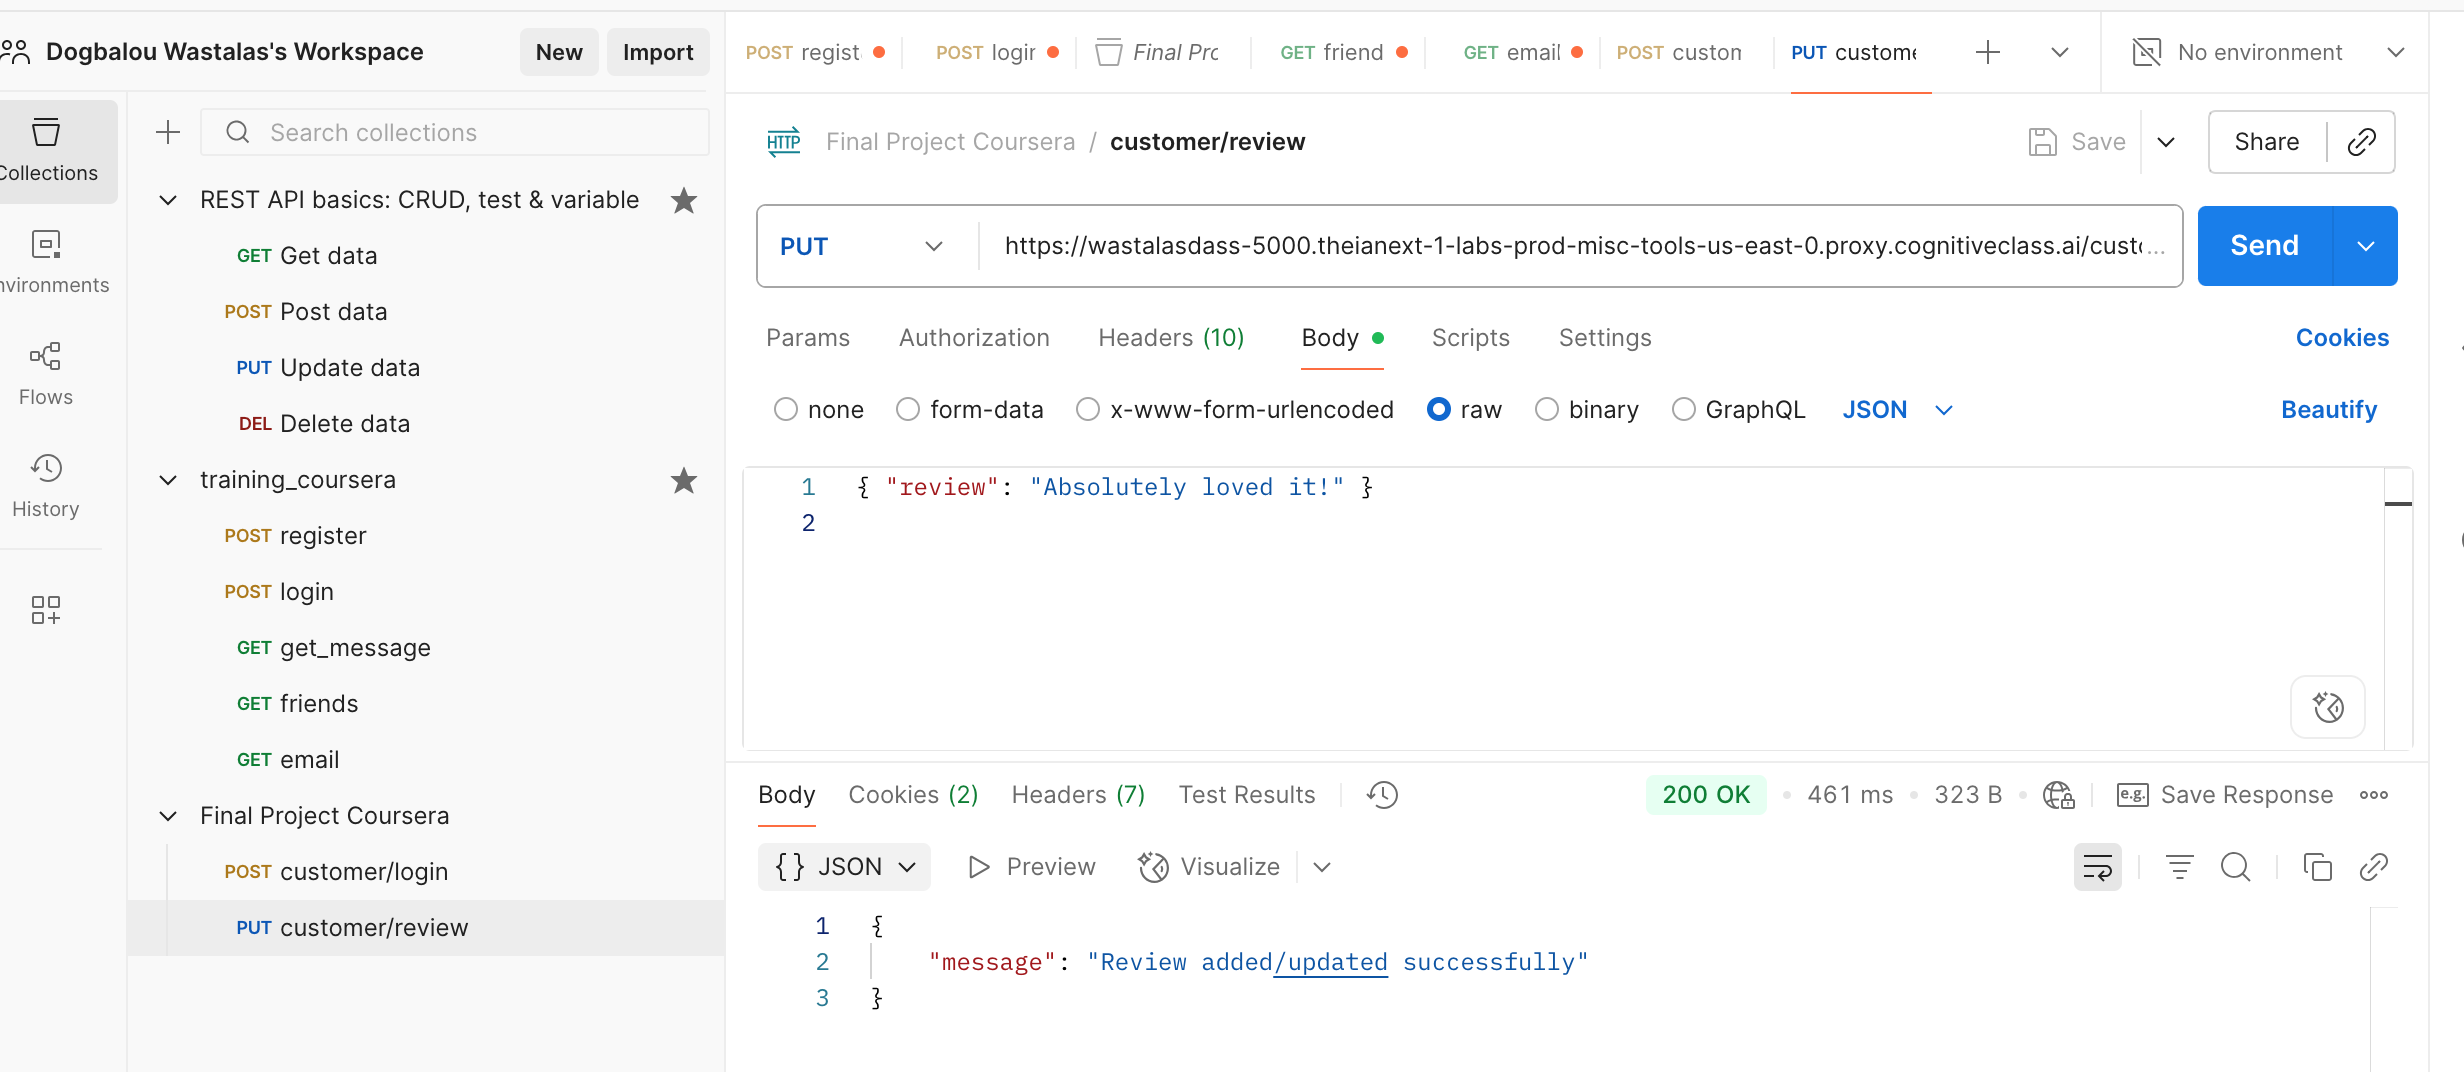 Dogbalou Wastalas's Workspace
New
Import
POST regist
POST login
Final Pro
GET friend
GET email
POST custom
PUT custome
No environment
Collections
nvironments
Flows
History
Search collections
REST API basics: CRUD, test & variable
GET Get data
POST Post data
PUT Update data
DEL Delete data
training_coursera
POST register
POST login
GET get_message
GET friends
GET email
Final Project Coursera
POST customer/login
PUT customer/review
HTTP Final Project Coursera / customer/review
Save
Share
PUT
https://wastalasdass-5000.theianext-1-labs-prod-misc-tools-us-east-0.proxy.cognitiveclass.ai/custo...
Send
Params
Authorization
Headers (10)
Body
Scripts
Settings
Cookies
none
form-data
x-www-form-urlencoded
raw
binary
GraphQL
JSON
Beautify
1 { "review": "Absolutely loved it!" }
2
Body
Cookies (2)
Headers (7)
Test Results
200 OK
461 ms
323 B
e.g. Save Response
{} JSON
Preview
Visualize
1 {
2 "message": "Review added/updated successfully"
3 }